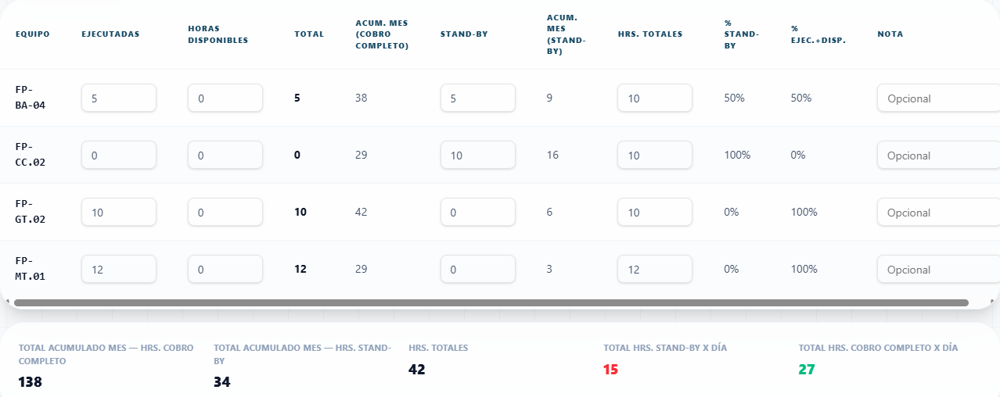 EQUIPO EJECUTADAS HORAS DISPONIBLES TOTAL ACUM. MES (COBRO COMPLETO) STAND-BY ACUM. MES (STAND-BY) HRS. TOTALES % STAND-BY % EJEC.+DISP. NOTA
FP-BA-04 5 0 5 38 5 9 10 50% 50% Opcional
FP-CC.02 0 0 0 29 10 16 10 100% 0% Opcional
FP-GT.02 10 0 10 42 0 6 10 0% 100% Opcional
FP-MT.01 12 0 12 29 0 3 12 0% 100% Opcional
TOTAL ACUMULADO MES — HRS. COBRO COMPLETO
138
TOTAL ACUMULADO MES — HRS. STAND-BY
34
HRS. TOTALES
42
TOTAL HRS. STAND-BY X DÍA
15
TOTAL HRS. COBRO COMPLETO X DÍA
27